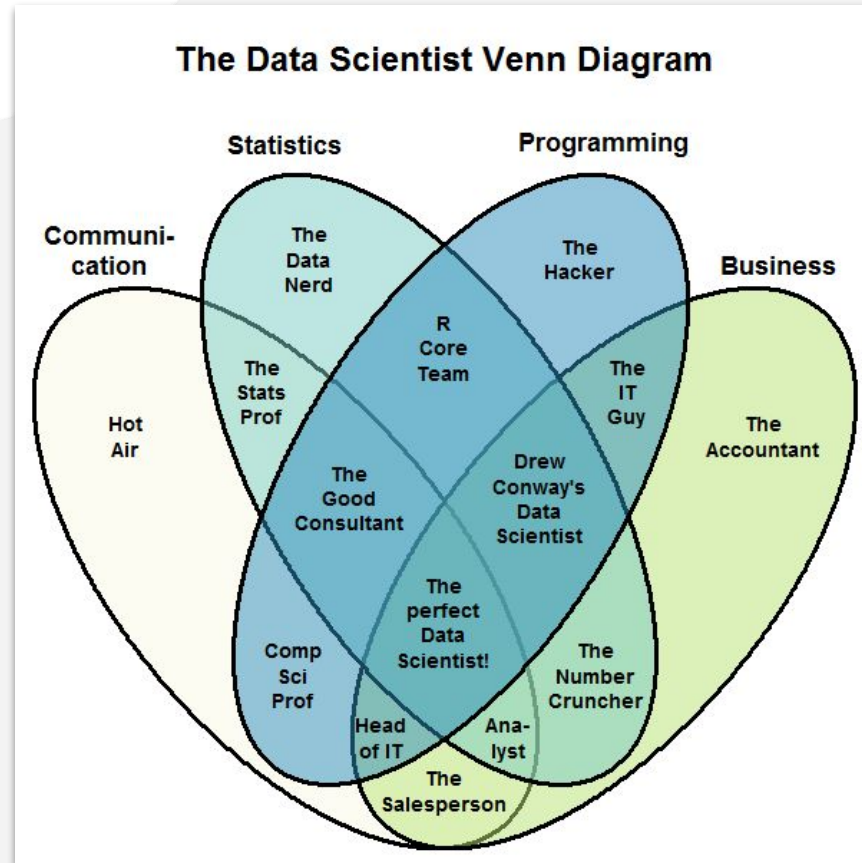 The Data Scientist Venn Diagram
Statistics
Programming
Communi-
cation
Business
The
Data
Nerd
The
Hacker
R
Core
Team
The
Stats
Prof
The
IT
Guy
Hot
Air
The
Accountant
The
Good
Consultant
Drew
Conway's
Data
Scientist
The
perfect
Data
Scientist!
Comp
Sci
Prof
The
Number
Cruncher
Head
of IT
Ana-
lyst
The
Salesperson